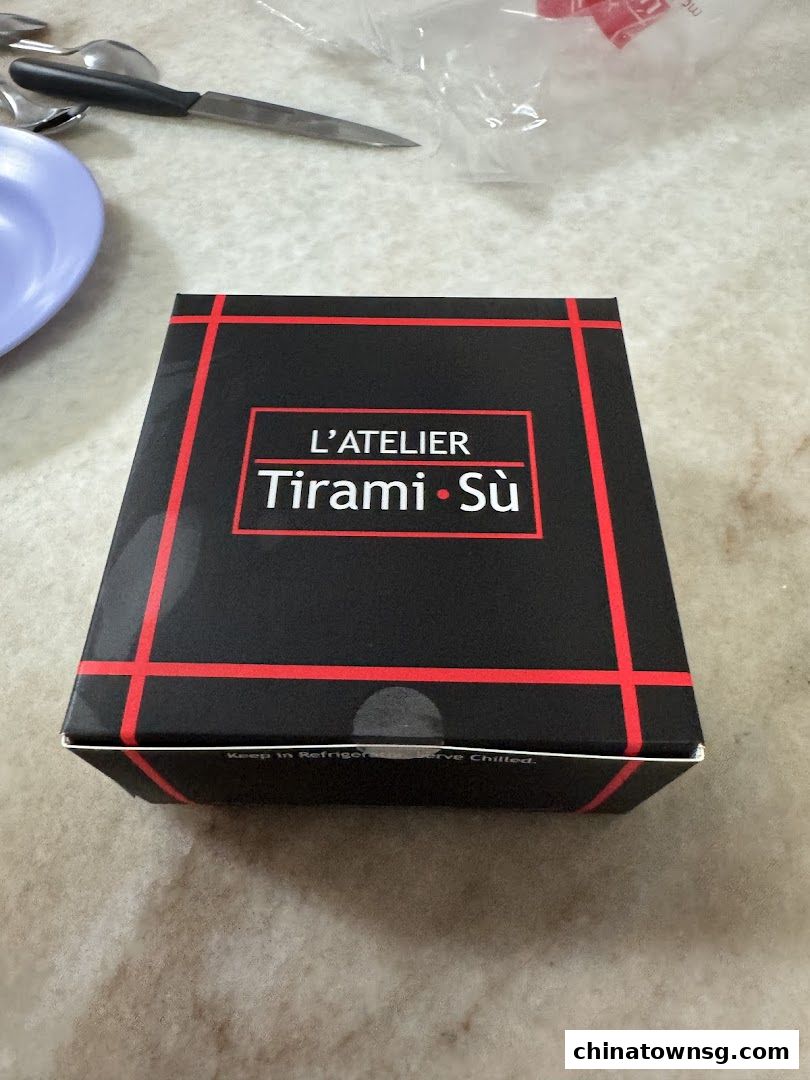 L'ATELIER
Tirami·Sù
Keep in Chilled.
chinatownsg.com